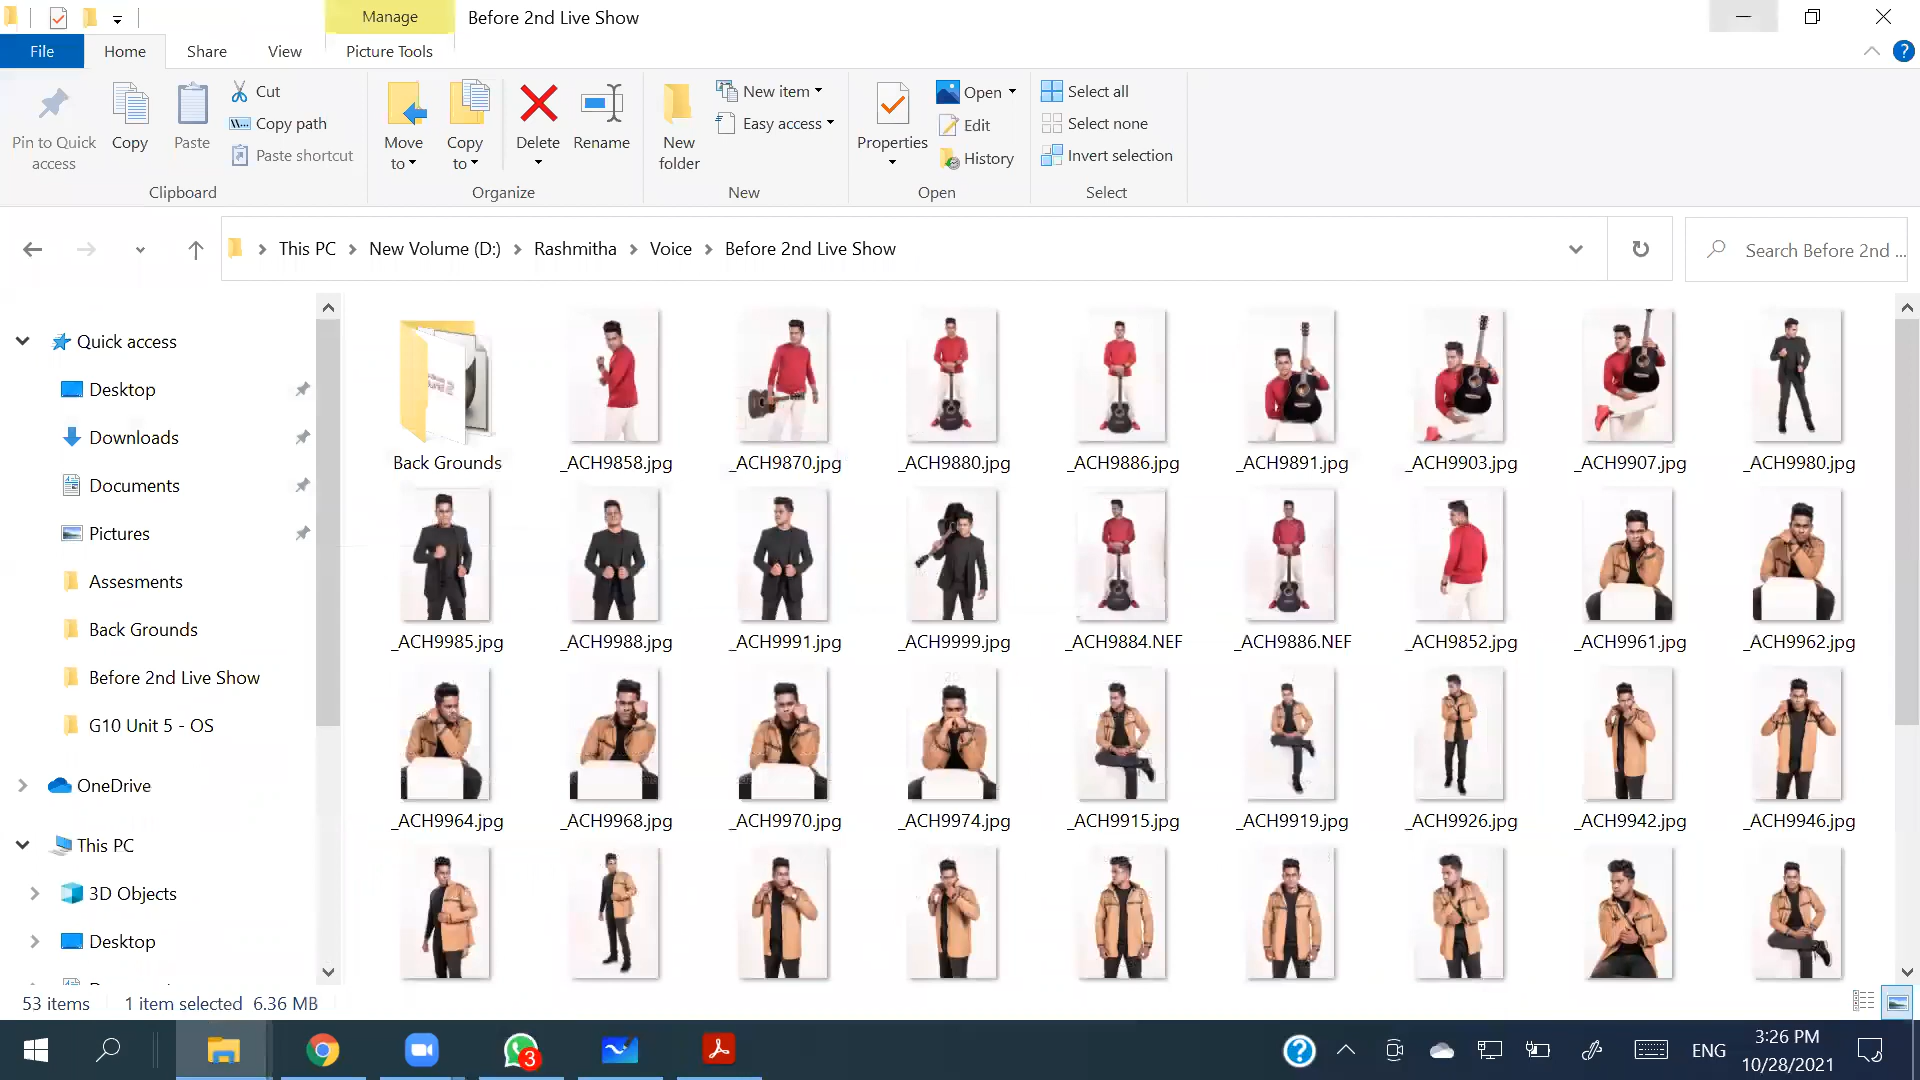 Manage
Before 2nd Live Show
File
Home
Share
View
Picture Tools
Pin to Quick access
Copy
Paste
Cut
Copy path
Paste shortcut
Clipboard
Move to
Copy to
Delete
Rename
Organize
New folder
New item
Easy access
New
Properties
Open
Edit
History
Open
Select all
Select none
Invert selection
Select
This PC
New Volume (D:)
Rashmitha
Voice
Before 2nd Live Show
Search Before 2nd ...
Quick access
Desktop
Downloads
Documents
Pictures
Assesments
Back Grounds
Before 2nd Live Show
G10 Unit 5 - OS
OneDrive
This PC
3D Objects
Desktop
Back Grounds
_ACH9858.jpg
_ACH9870.jpg
_ACH9880.jpg
_ACH9886.jpg
_ACH9891.jpg
_ACH9903.jpg
_ACH9907.jpg
_ACH9980.jpg
_ACH9985.jpg
_ACH9988.jpg
_ACH9991.jpg
_ACH9999.jpg
_ACH9884.NEF
_ACH9886.NEF
_ACH9852.jpg
_ACH9961.jpg
_ACH9962.jpg
_ACH9964.jpg
_ACH9968.jpg
_ACH9970.jpg
_ACH9974.jpg
_ACH9915.jpg
_ACH9919.jpg
_ACH9926.jpg
_ACH9942.jpg
_ACH9946.jpg
53 items
1 item selected 6.36 MB
3
ENG
3:26 PM
10/28/2021